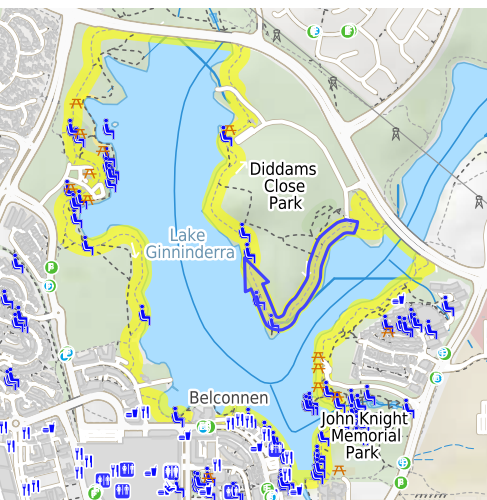 Diddams
Close
Park
Lake
Ginninderra
Belconnen
John Knight
Memorial
Park